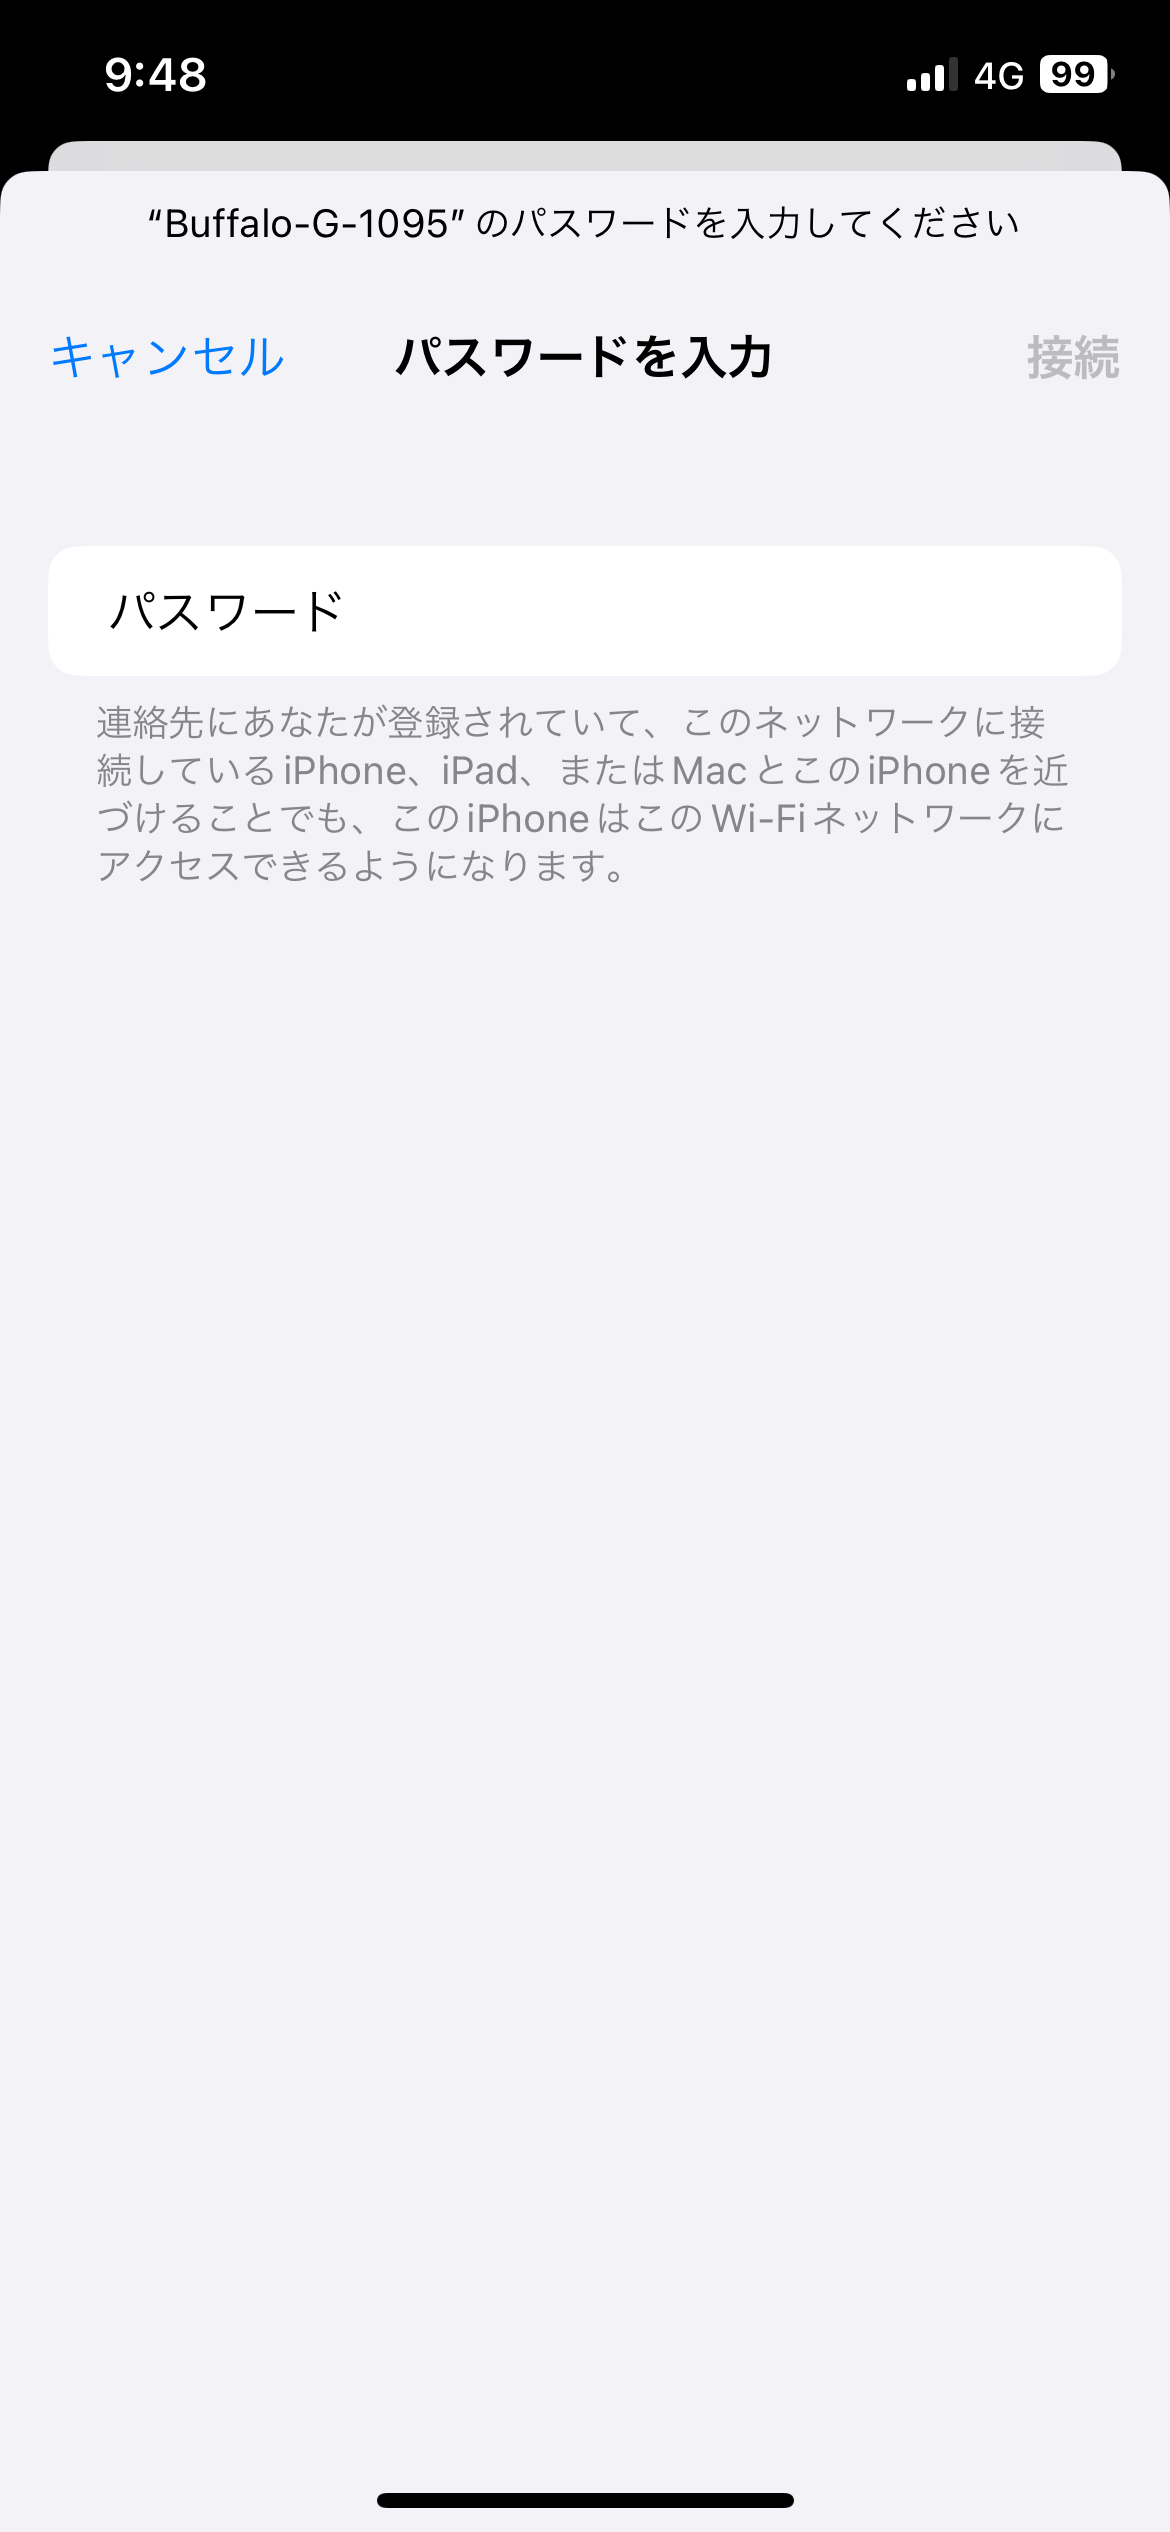 9:48
4G
99
“Buffalo-G-1095” のパスワードを入力してください
キャンセル
パスワードを入力
接続
パスワード
連絡先にあなたが登録されていて、このネットワークに接
続しているiPhone、iPad、またはMacとこのiPhoneを近
づけることでも、このiPhoneはこのWi-Fiネットワークに
アクセスできるようになります。